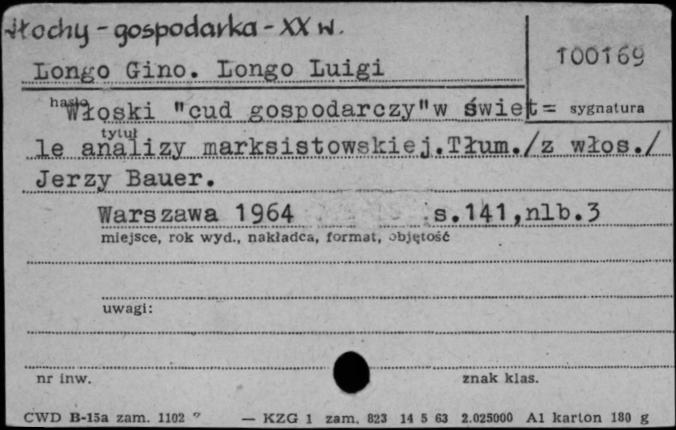 Włochy - gospodarka - XX w.
100169
Longo Gino. Longo Luigi
hasło
Włoski "cud gospodarczy"w świet= sygnatura
tytuł
le analizy marksistowskiej.Tłum./z włos./
Jerzy Bauer.
Warszawa 1964 s.141,nlb.3
miejsce, rok wyd., nakładca, format, objętość
uwagi:
nr inw. znak klas.
CWD B-15a zam. 1102 — KZG 1 zam. 823 14 5 63 2.025000 A1 karton 180 g